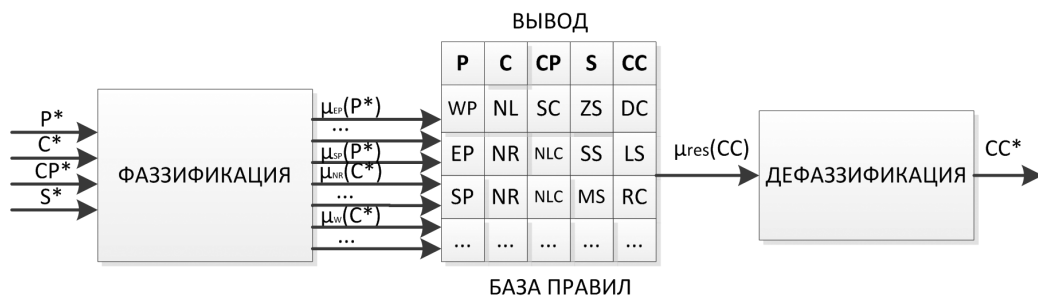 ВЫВОД
P C CP S CC
WP NL SC ZS DC
EP NR NLC SS LS
SP NR NLC MS RC
... ... ... ... ...
БАЗА ПРАВИЛ
P*
C*
CP*
S*
ФАЗЗИФИКАЦИЯ
μEP(P*)
...
μSP(P*)
μNR(C*)
...
μW(C*)
...
μres(CC)
ДЕФАЗЗИФИКАЦИЯ
CC*